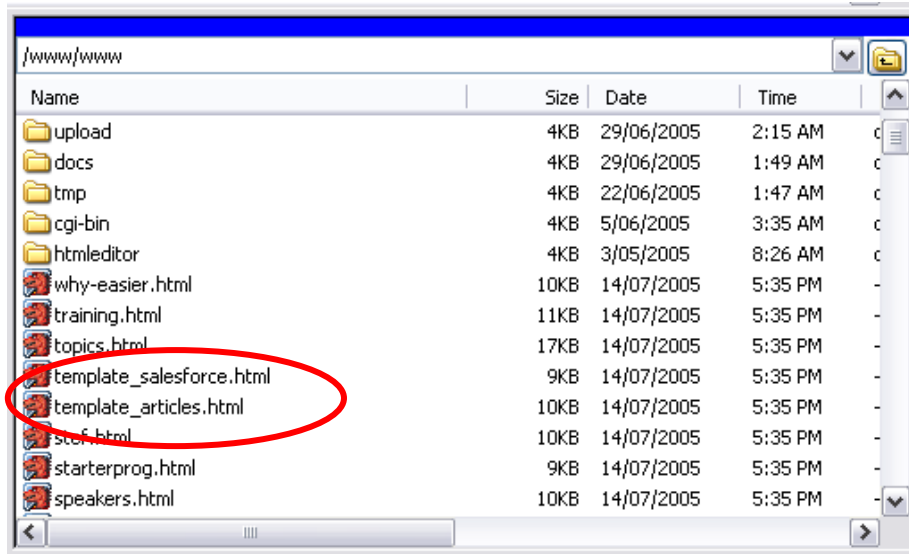 /www/www
Name Size Date Time
upload 4KB 29/06/2005 2:15 AM
docs 4KB 29/06/2005 1:49 AM
tmp 4KB 22/06/2005 1:47 AM
cgi-bin 4KB 5/06/2005 3:35 AM
htmleditor 4KB 3/05/2005 8:26 AM
why-easier.html 10KB 14/07/2005 5:35 PM -
training.html 11KB 14/07/2005 5:35 PM -
topics.html 17KB 14/07/2005 5:35 PM -
template_salesforce.html 9KB 14/07/2005 5:35 PM -
template_articles.html 10KB 14/07/2005 5:35 PM -
10KB 14/07/2005 5:35 PM -
starterprog.html 9KB 14/07/2005 5:35 PM -
speakers.html 10KB 14/07/2005 5:35 PM -